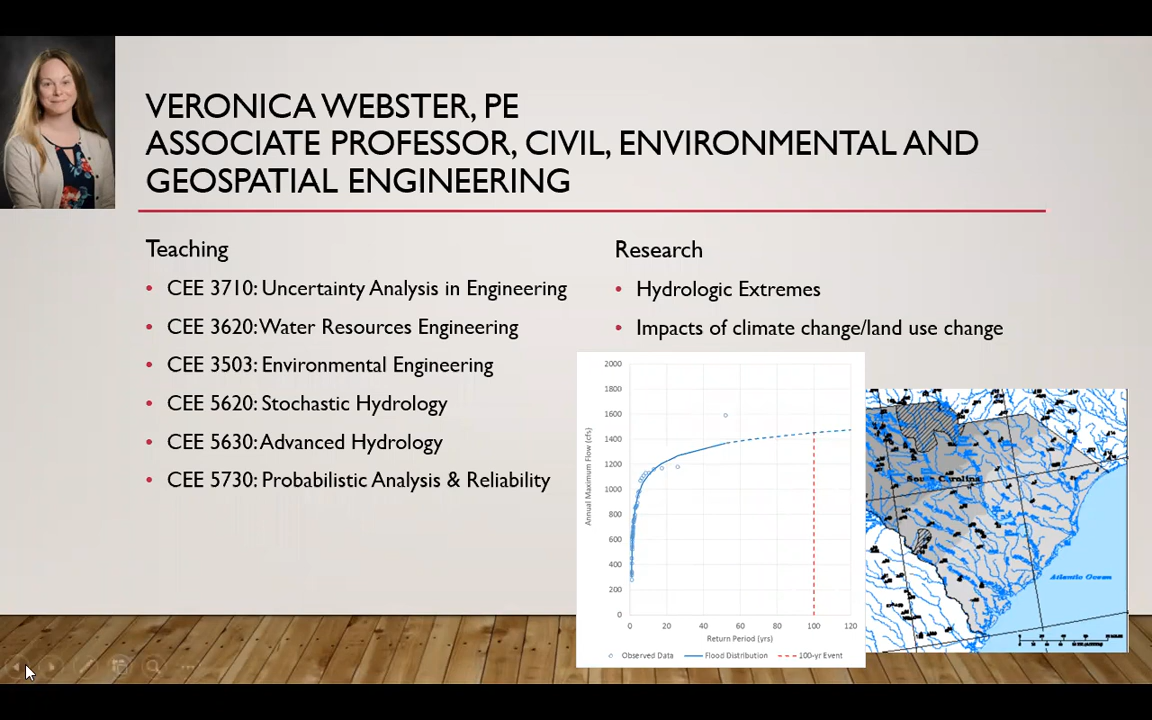 VERONICA WEBSTER, PE
ASSOCIATE PROFESSOR, CIVIL, ENVIRONMENTAL AND
GEOSPATIAL ENGINEERING
Teaching
• CEE 3710: Uncertainty Analysis in Engineering
• CEE 3620: Water Resources Engineering
• CEE 3503: Environmental Engineering
• CEE 5620: Stochastic Hydrology
• CEE 5630: Advanced Hydrology
• CEE 5730: Probabilistic Analysis & Reliability
Research
• Hydrologic Extremes
• Impacts of climate change/land use change
Annual Maximum Flow (cfs)
2000
1800
1600
1400
1200
1000
800
600
400
200
0
0 20 40 60 80 100 120
Return Period (yrs)
Observed Data Flood Distribution 100-yr Event
South Carolina
Atlantic Ocean